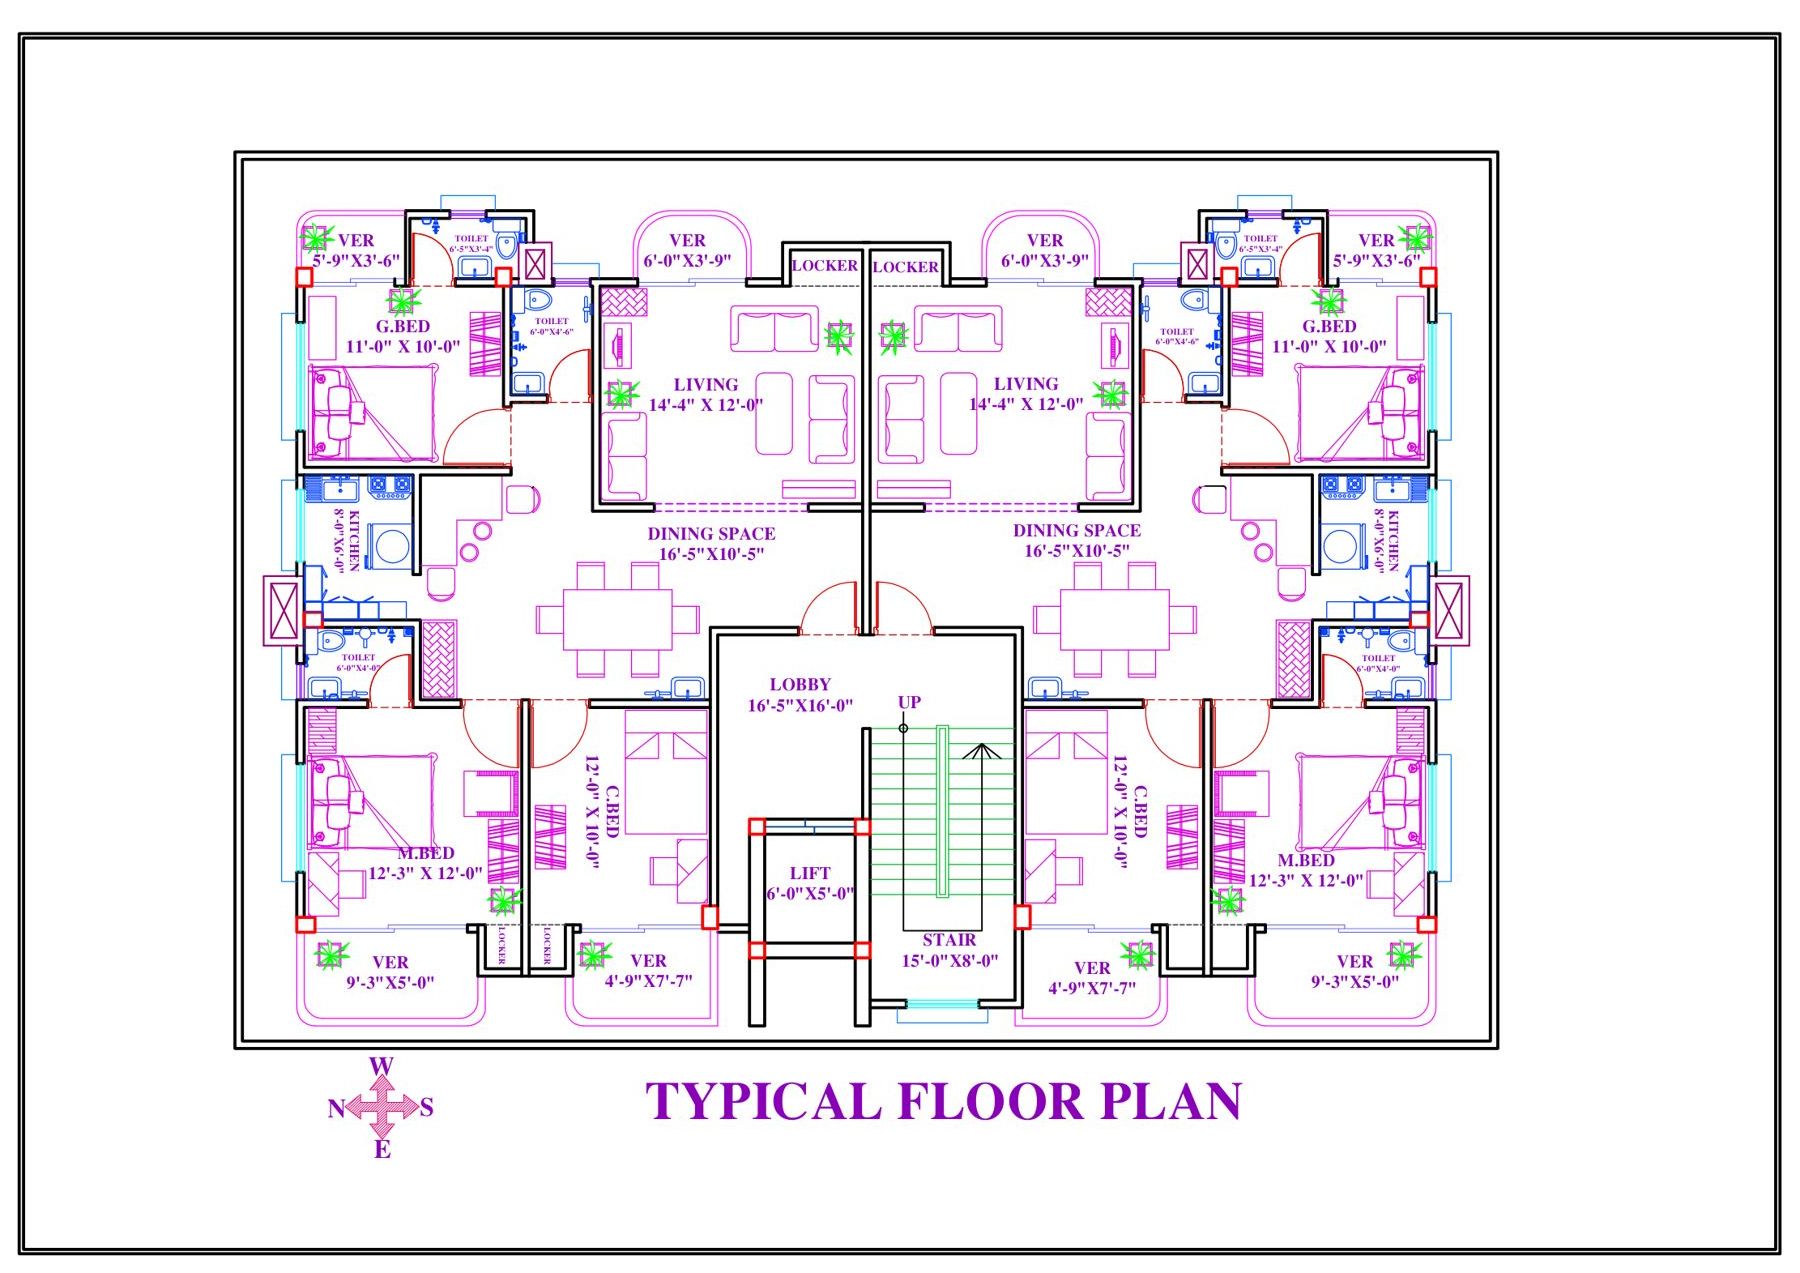 VER
5'-9"X3'-6"
TOILET
6'-5"X3'-4"
VER
6'-0"X3'-9"
LOCKER
LOCKER
VER
6'-0"X3'-9"
TOILET
6'-5"X3'-4"
VER
5'-9"X3'-6"
G.BED
11'-0" X 10'-0"
TOILET
6'-0"X4'-6"
LIVING
14'-4" X 12'-0"
LIVING
14'-4" X 12'-0"
TOILET
6'-0"X4'-6"
G.BED
11'-0" X 10'-0"
KITCHEN
8'-0"X6'-0"
DINING SPACE
16'-5"X10'-5"
DINING SPACE
16'-5"X10'-5"
KITCHEN
8'-0"X6'-0"
TOILET
6'-0"X4'-0"
LOBBY
16'-5"X16'-0"
UP
TOILET
6'-0"X4'-0"
M.BED
12'-3" X 12'-0"
C.BED
12'-0" X 10'-0"
LIFT
6'-0"X5'-0"
C.BED
12'-0" X 10'-0"
M.BED
12'-3" X 12'-0"
LOCKER
LOCKER
STAIR
15'-0"X8'-0"
VER
9'-3"X5'-0"
VER
4'-9"X7'-7"
VER
4'-9"X7'-7"
VER
9'-3"X5'-0"
W
N
S
E
TYPICAL FLOOR PLAN